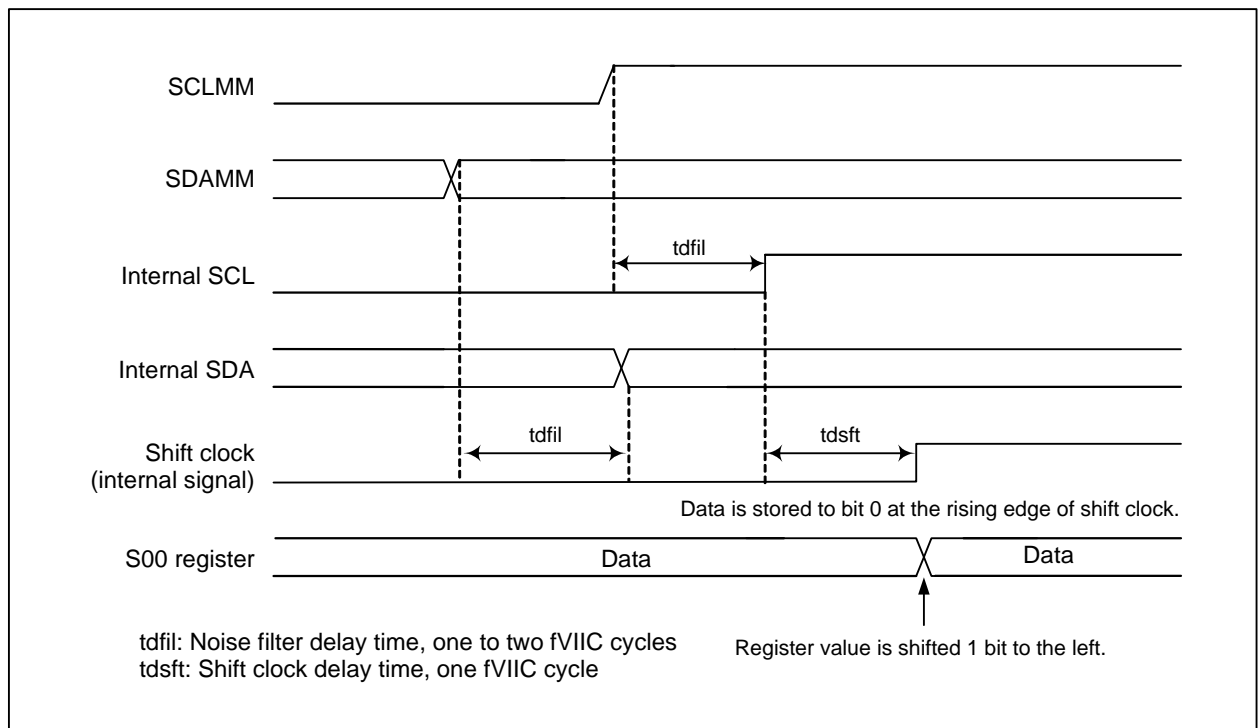 SCLMM
SDAMM
tdfil
Internal SCL
Internal SDA
tdfil
tdsft
Shift clock
(internal signal)
Data is stored to bit 0 at the rising edge of shift clock.
S00 register
Data
Data
tdfil: Noise filter delay time, one to two fVIIC cycles
tdsft: Shift clock delay time, one fVIIC cycle
Register value is shifted 1 bit to the left.